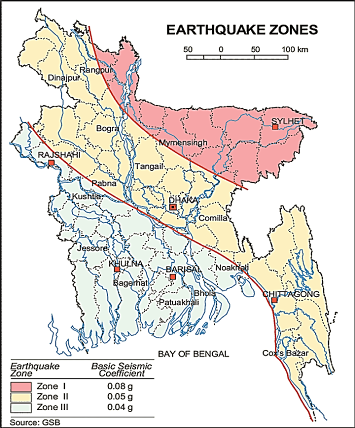 EARTHQUAKE ZONES
50 0 50 100 km
Rangpur
Dinajpur
SYLHET
Bogra
Mymensingh
RAJSHAHI
Tangail
Pabna
Kushtia
DHAKA
Comilla
Jessore
Noakhali
KHULNA
BARISAL
Bagerhat
Bhola
Patuakhali
CHITTAGONG
Cox's Bazar
BAY OF BENGAL
Earthquake Zone Basic Seismic Coefficient
Zone I 0.08 g
Zone II 0.05 g
Zone III 0.04 g
Source: GSB